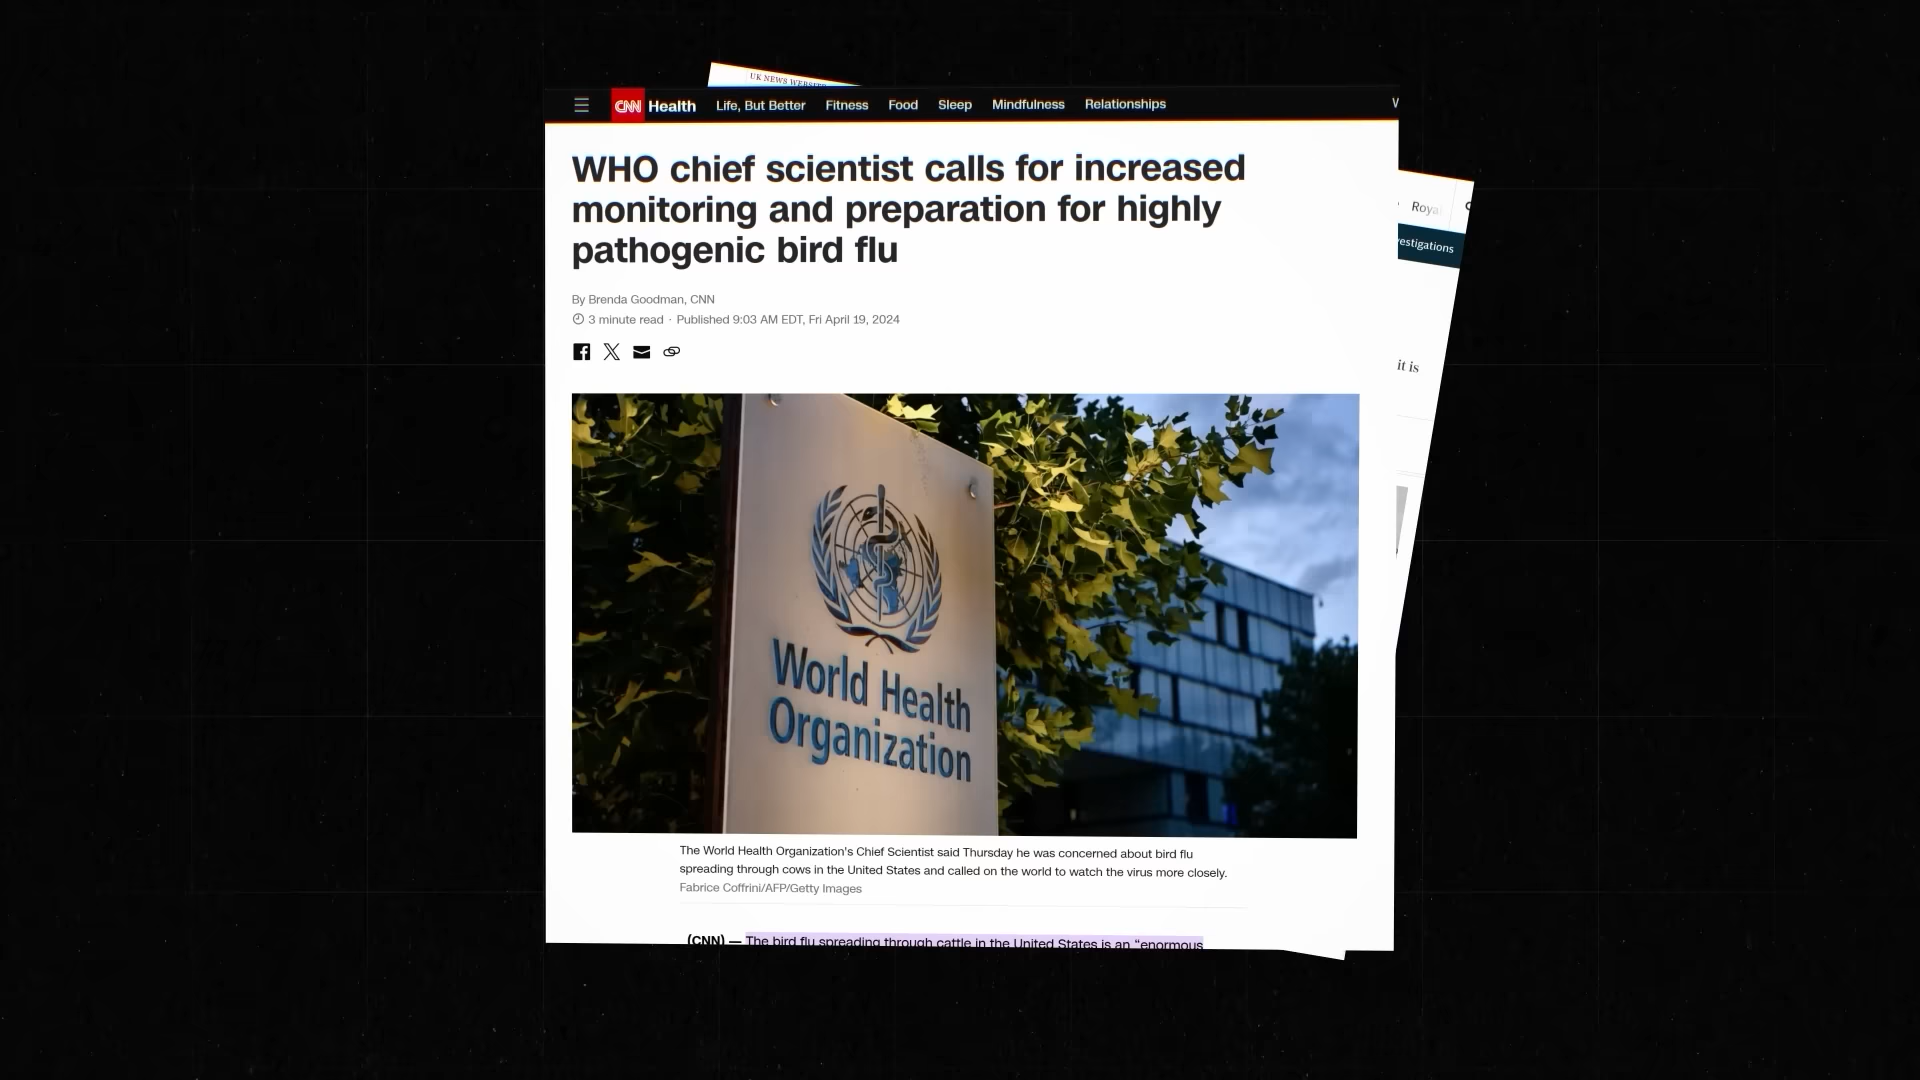 UK NEWS WEBSITE
CNN Health Life, But Better Fitness Food Sleep Mindfulness Relationships
WHO chief scientist calls for increased
monitoring and preparation for highly
pathogenic bird flu
By Brenda Goodman, CNN
3 minute read · Published 9:03 AM EDT, Fri April 19, 2024
Royal
estigations
it is
World Health
Organization
The World Health Organization's Chief Scientist said Thursday he was concerned about bird flu
spreading through cows in the United States and called on the world to watch the virus more closely.
Fabrice Coffrini/AFP/Getty Images
(CNN) — The bird flu spreading through cattle in the United States is an “enormous